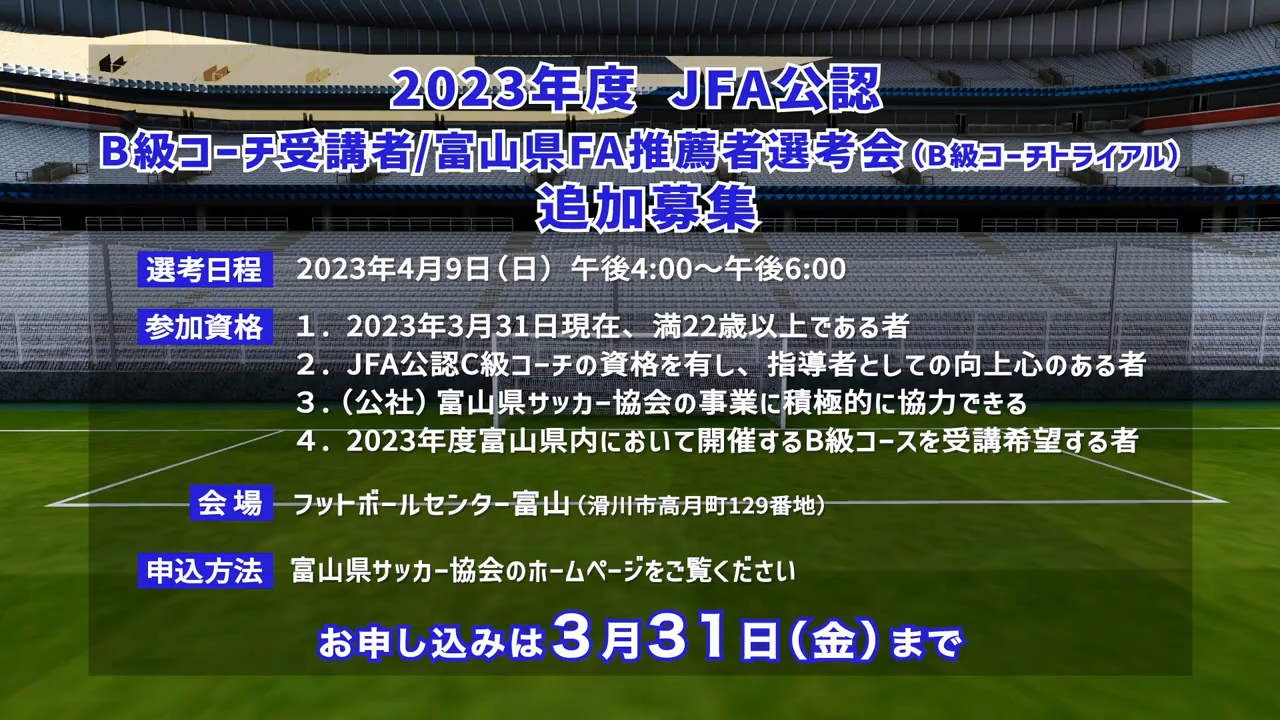 2023年度 JFA公認
B級コーチ受講者/富山県FA推薦者選考会（B級コーチトライアル）
追加募集
選考日程 2023年4月9日（日） 午後4:00～午後6:00
参加資格 １．2023年3月31日現在、満22歳以上である者
２．JFA公認C級コーチの資格を有し、指導者としての向上心のある者
３．（公社）富山県サッカー協会の事業に積極的に協力できる
４．2023年度富山県内において開催するB級コースを受講希望する者
会場 フットボールセンター富山（滑川市高月町129番地）
申込方法 富山県サッカー協会のホームページをご覧ください
お申し込みは３月31日（金）まで